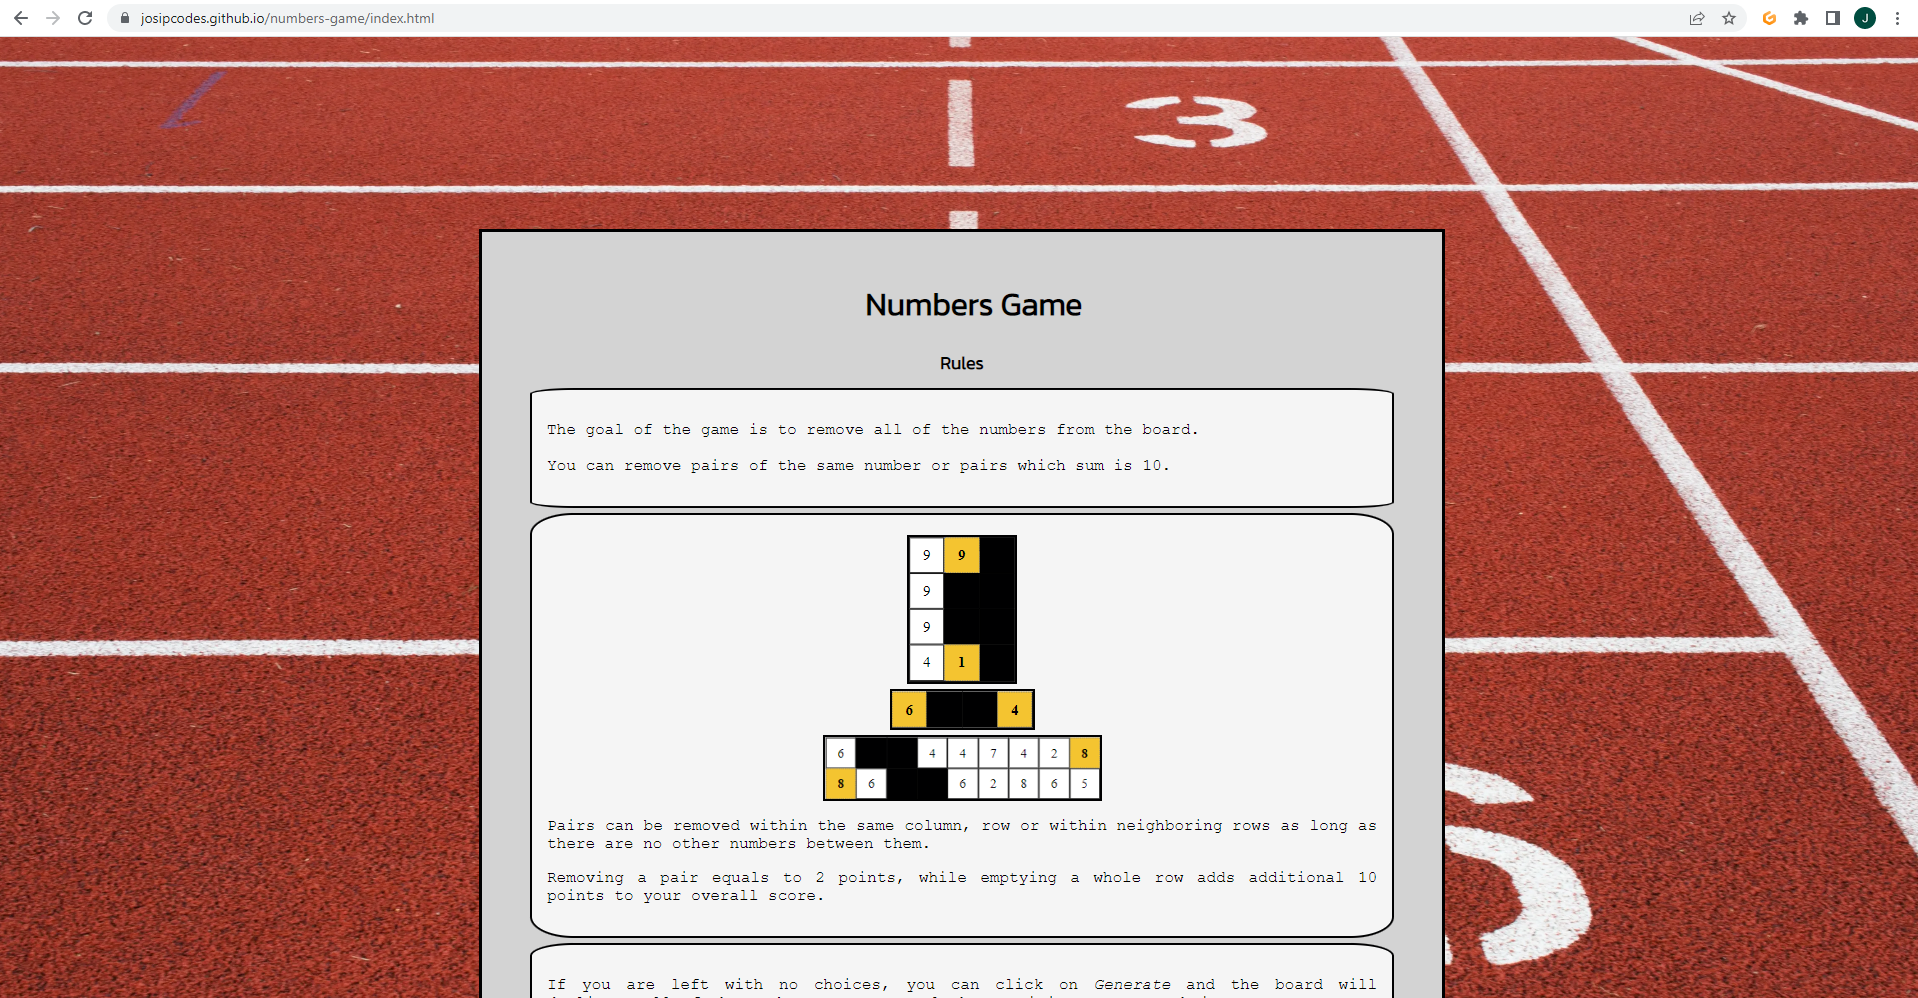 josipcodes.github.io/numbers-game/index.html
J
3
Numbers Game
Rules
The goal of the game is to remove all of the numbers from the board.
You can remove pairs of the same number or pairs which sum is 10.
9 9
9
9
4 1
6 4
6 4 4 7 4 2 8
8 6 6 2 8 6 5
Pairs can be removed within the same column, row or within neighboring rows as long as
there are no other numbers between them.
Removing a pair equals to 2 points, while emptying a whole row adds additional 10
points to your overall score.
If you are left with no choices, you can click on Generate and the board will